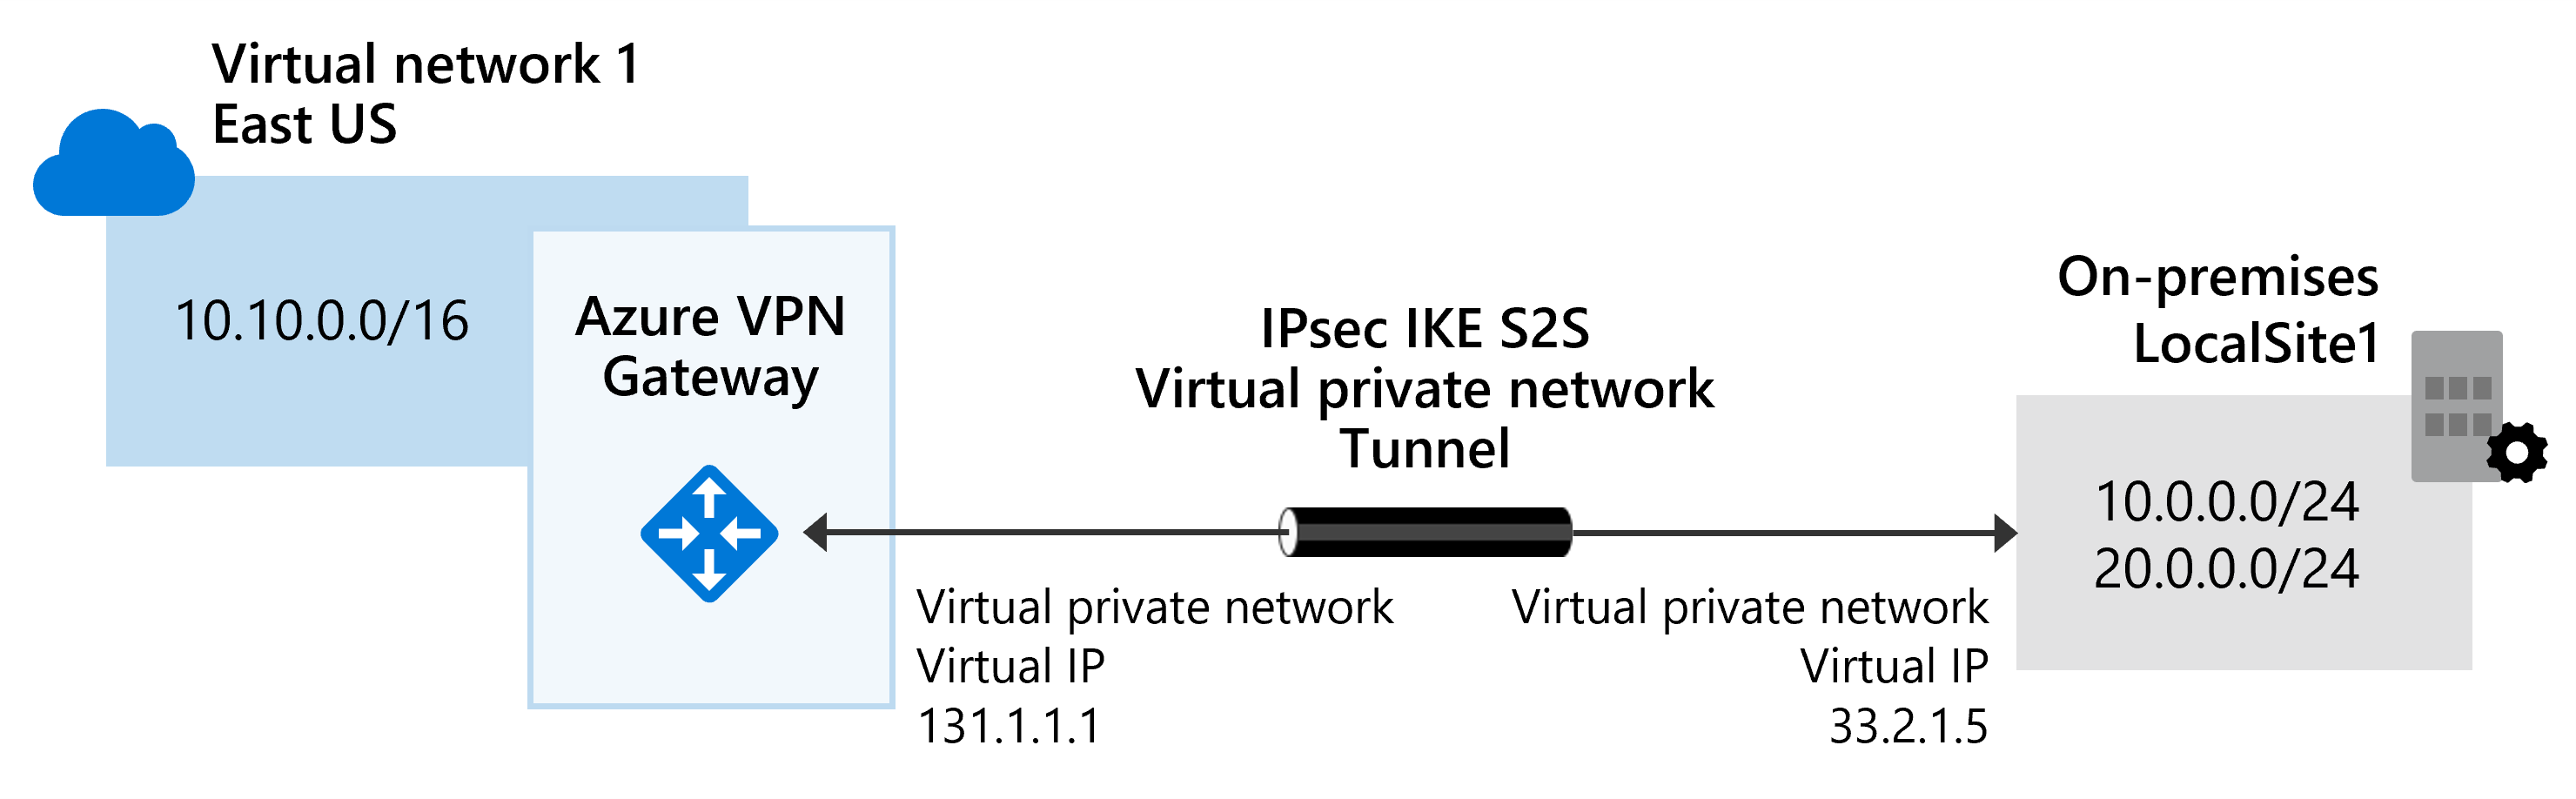 Virtual network 1
East US
10.10.0.0/16
Azure VPN
Gateway
IPsec IKE S2S
Virtual private network
Tunnel
Virtual private network
Virtual IP
131.1.1.1
Virtual private network
Virtual IP
33.2.1.5
On-premises
LocalSite1
10.0.0.0/24
20.0.0.0/24